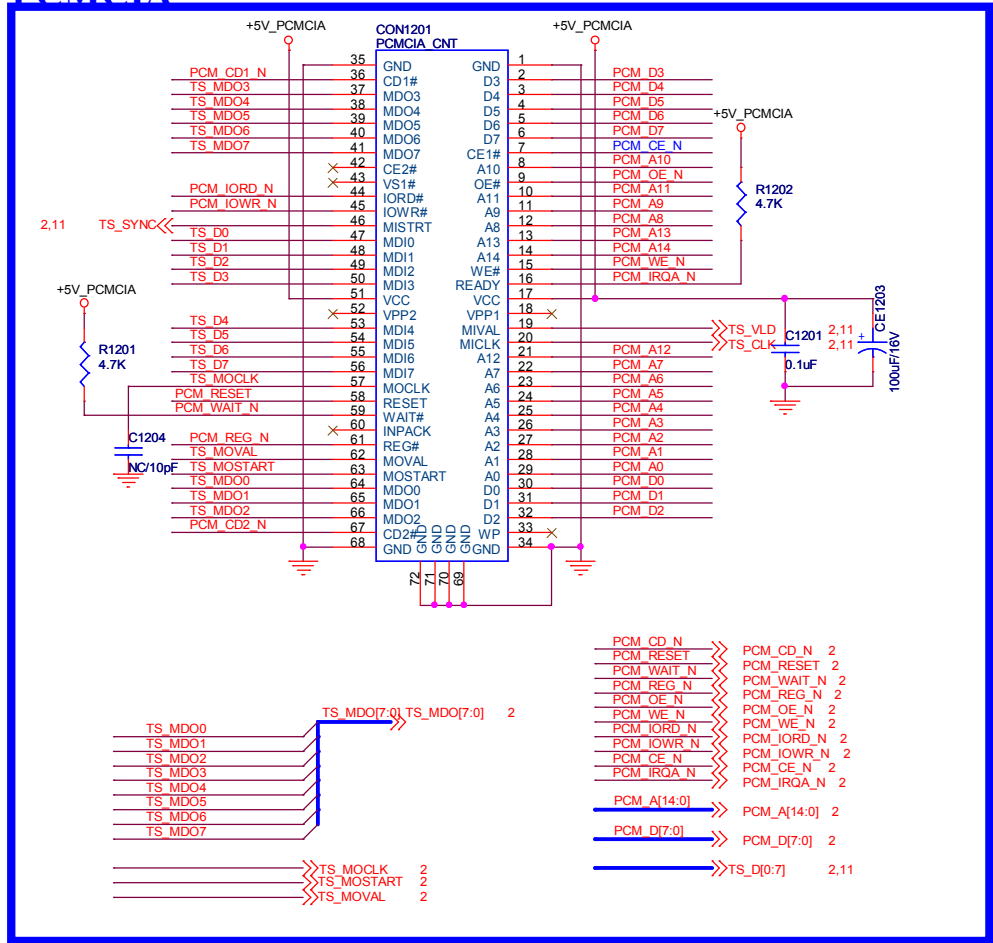 PCMCIA
+5V_PCMCIA
CON1201
PCMCIA_CNT
+5V_PCMCIA
35 GND GND 1
PCM_CD1_N 36 CD1# D3 2 PCM_D3
TS_MDO3 37 MDO3 D4 3 PCM_D4
TS_MDO4 38 MDO4 D5 4 PCM_D5
TS_MDO5 39 MDO5 D6 5 PCM_D6
TS_MDO6 40 MDO6 D7 6 PCM_D7
TS_MDO7 41 MDO7 CE1# 7 PCM_CE_N
42 CE2# A10 8 PCM_A10
43 VS1# OE# 9 PCM_OE_N
PCM_IORD_N 44 IORD# A11 10 PCM_A11
PCM_IOWR_N 45 IOWR# A9 11 PCM_A9
2,11 TS_SYNC 46 MISTRT A8 12 PCM_A8
TS_D0 47 MDI0 A13 13 PCM_A13
TS_D1 48 MDI1 A14 14 PCM_A14
TS_D2 49 MDI2 WE# 15 PCM_WE_N
TS_D3 50 MDI3 READY 16 PCM_IRQA_N
51 VCC VCC 17
52 VPP2 VPP1 18
TS_D4 53 MDI4 MIVAL 19 TS_VLD 2,11
TS_D5 54 MDI5 MICLK 20 TS_CLK 2,11
TS_D6 55 MDI6 A12 21 PCM_A12
TS_D7 56 MDI7 A7 22 PCM_A7
TS_MOCLK 57 MOCLK A6 23 PCM_A6
PCM_RESET 58 RESET A5 24 PCM_A5
PCM_WAIT_N 59 WAIT# A4 25 PCM_A4
60 INPACK A3 26 PCM_A3
PCM_REG_N 61 REG# A2 27 PCM_A2
TS_MOVAL 62 MOVAL A1 28 PCM_A1
TS_MOSTART 63 MOSTART A0 29 PCM_A0
TS_MDO0 64 MDO0 D0 30 PCM_D0
TS_MDO1 65 MDO1 D1 31 PCM_D1
TS_MDO2 66 MDO2 D2 32 PCM_D2
PCM_CD2_N 67 CD2# WP 33
68 GND GND 34
GND GND GND GND
72 71 70 69
+5V_PCMCIA
R1202
4.7K
+5V_PCMCIA
R1201
4.7K
C1204
NC/10pF
C1201
0.1uF
+
CE1203
100uF/16V
TS_MDO[7:0] TS_MDO[7:0] 2
TS_MDO0
TS_MDO1
TS_MDO2
TS_MDO3
TS_MDO4
TS_MDO5
TS_MDO6
TS_MDO7
TS_MOCLK 2
TS_MOSTART 2
TS_MOVAL 2
PCM_CD_N PCM_CD_N 2
PCM_RESET PCM_RESET 2
PCM_WAIT_N PCM_WAIT_N 2
PCM_REG_N PCM_REG_N 2
PCM_OE_N PCM_OE_N 2
PCM_WE_N PCM_WE_N 2
PCM_IORD_N PCM_IORD_N 2
PCM_IOWR_N PCM_IOWR_N 2
PCM_CE_N PCM_CE_N 2
PCM_IRQA_N PCM_IRQA_N 2
PCM_A[14:0] PCM_A[14:0] 2
PCM_D[7:0] PCM_D[7:0] 2
TS_D[0:7] 2,11